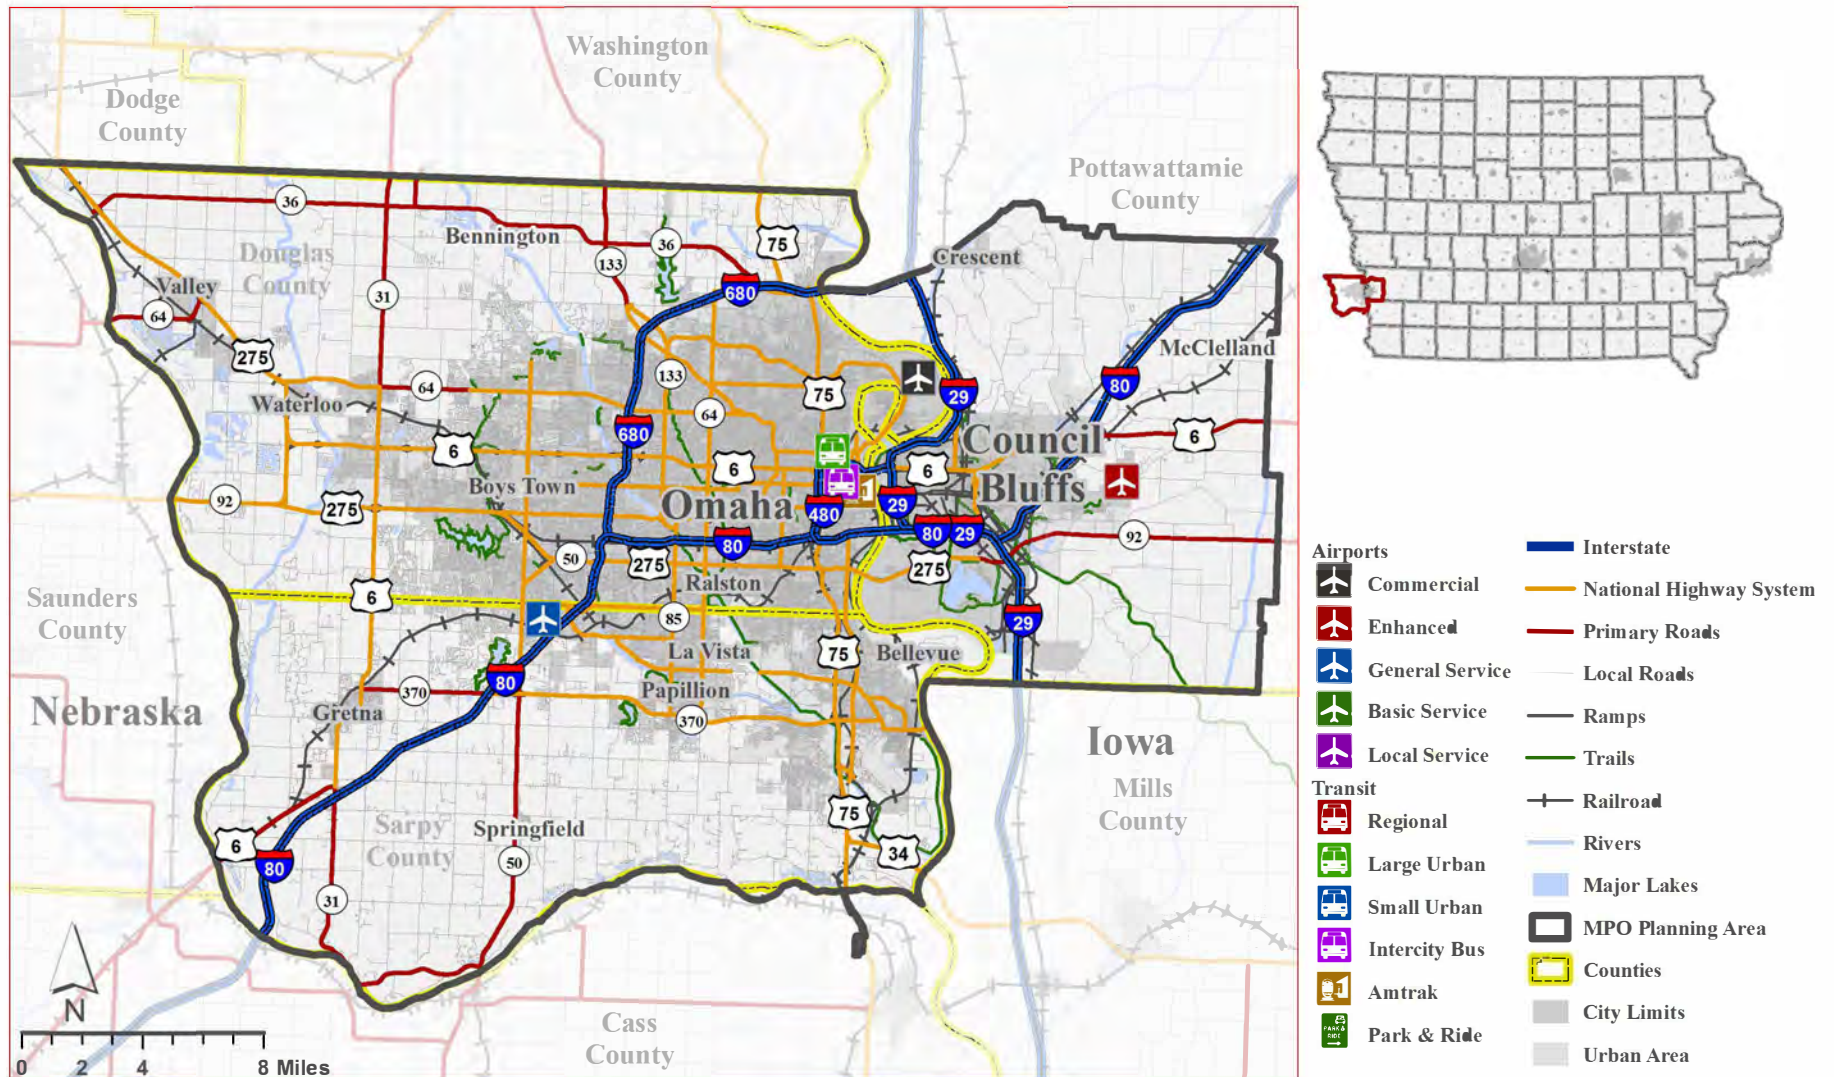 Washington
County
Dodge
County
Pottawattamie
County
36
Bennington
36
75
133
Crescent
Douglas
County
Valley
31
680
64
275
McClelland
133
75
29
80
64
64
Waterloo
680
6
6
6
6
Council
Bluffs
Boys Town
92
275
Omaha
480
29
80
80
29
92
50
275
275
Ralston
6
85
29
Saunders
County
La Vista
75
Bellevue
80
370
Papillion
370
Nebraska
Gretna
Iowa
Mills
County
75
Sarpy
County
Springfield
6
80
50
34
31
N
0 2 4 8 Miles
Cass
County
Airports
Commercial
Enhanced
General Service
Basic Service
Local Service
Transit
Regional
Large Urban
Small Urban
Intercity Bus
Amtrak
PARK &
RIDE
Park & Ride
Interstate
National Highway System
Primary Roads
Local Roads
Ramps
Trails
Railroad
Rivers
Major Lakes
MPO Planning Area
Counties
City Limits
Urban Area